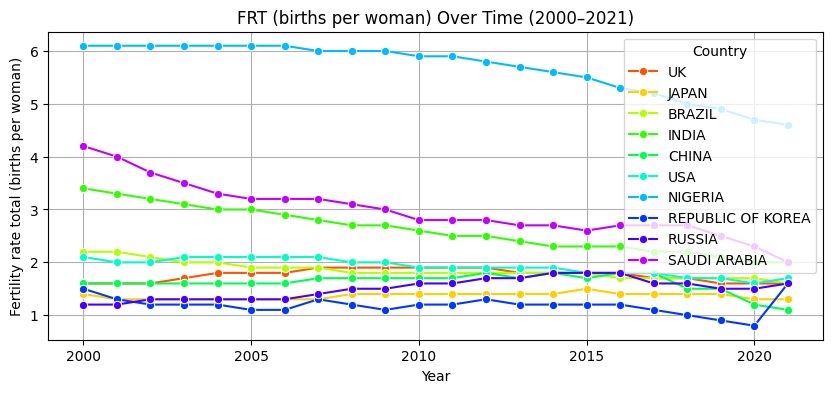 FRT (births per woman) Over Time (2000–2021)
Fertility rate total (births per woman)
6
5
4
3
2
1
Country
UK
JAPAN
BRAZIL
INDIA
CHINA
USA
NIGERIA
REPUBLIC OF KOREA
RUSSIA
SAUDI ARABIA
2000
2005
2010
2015
2020
Year